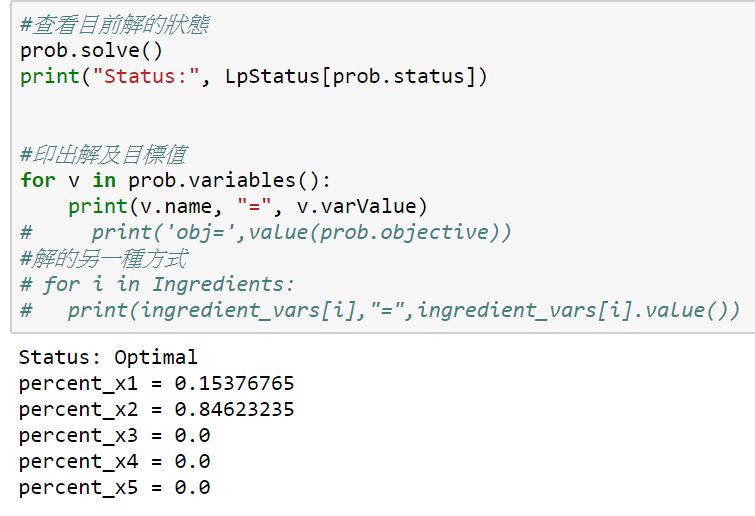 #查看目前解的狀態
prob.solve()
print("Status:", LpStatus[prob.status])
#印出解及目標值
for v in prob.variables():
    print(v.name, "=", v.varValue)
#     print('obj=',value(prob.objective))
#解的另一種方式
# for i in Ingredients:
#   print(ingredient_vars[i],"=",ingredient_vars[i].value())
Status: Optimal
percent_x1 = 0.15376765
percent_x2 = 0.84623235
percent_x3 = 0.0
percent_x4 = 0.0
percent_x5 = 0.0